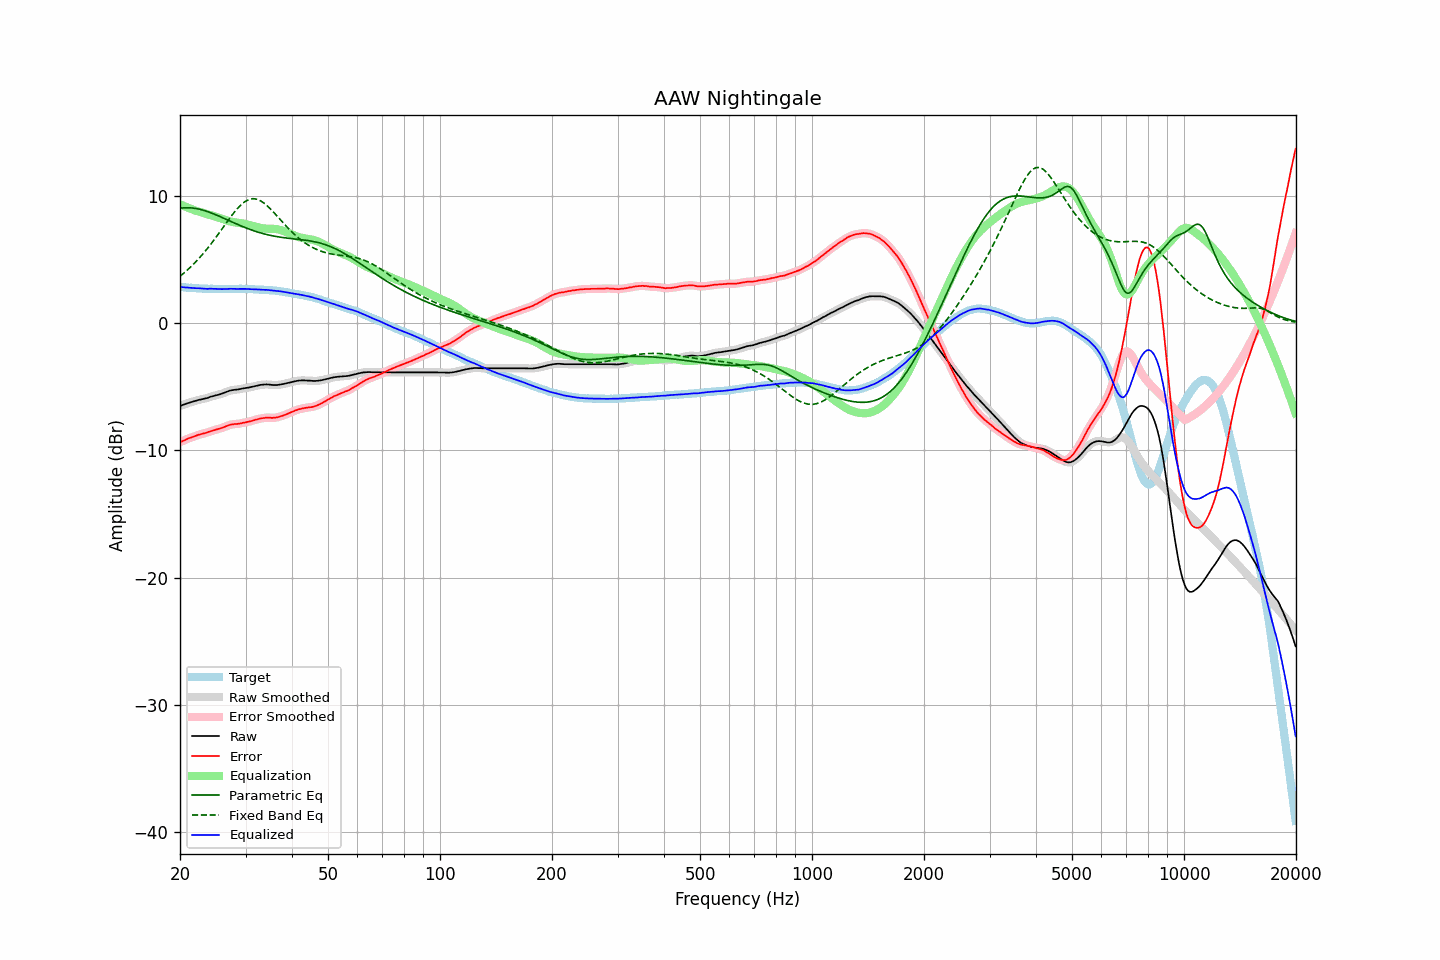 AAW Nightingale
10
0
−10
−20
−30
−40
Amplitude (dBr)
Target
Raw Smoothed
Error Smoothed
Raw
Error
Equalization
Parametric Eq
Fixed Band Eq
Equalized
20 50 100 200 500 1000 2000 5000 10000 20000
Frequency (Hz)